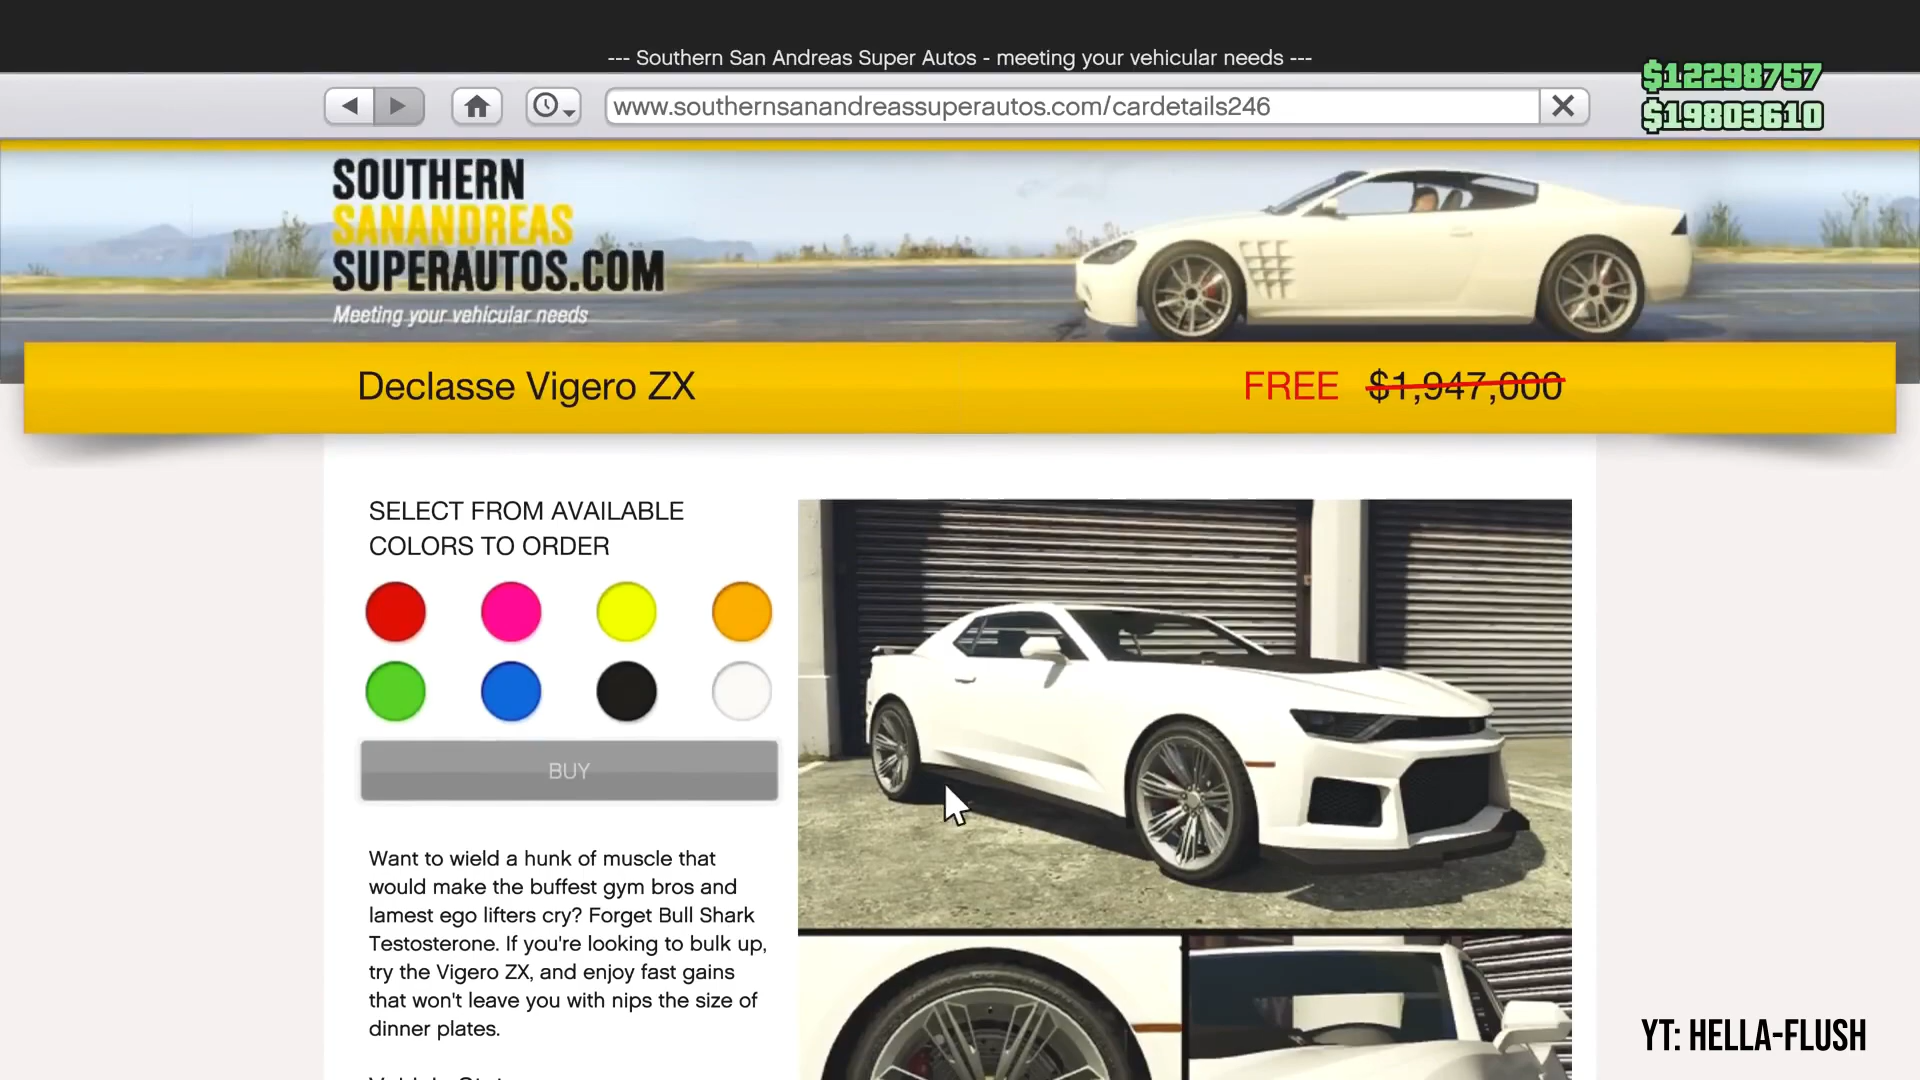 --- Southern San Andreas Super Autos - meeting your vehicular needs ---
www.southernsanandreassuperautos.com/cardetails246
$12298757
$19803610
SOUTHERN
SANANDREAS
SUPERAUTOS.COM
Meeting your vehicular needs
Declasse Vigero ZX
FREE $1,947,000
SELECT FROM AVAILABLE
COLORS TO ORDER
BUY
Want to wield a hunk of muscle that
would make the buffest gym bros and
lamest ego lifters cry? Forget Bull Shark
Testosterone. If you're looking to bulk up,
try the Vigero ZX, and enjoy fast gains
that won't leave you with nips the size of
dinner plates.
YT: HELLA-FLUSH